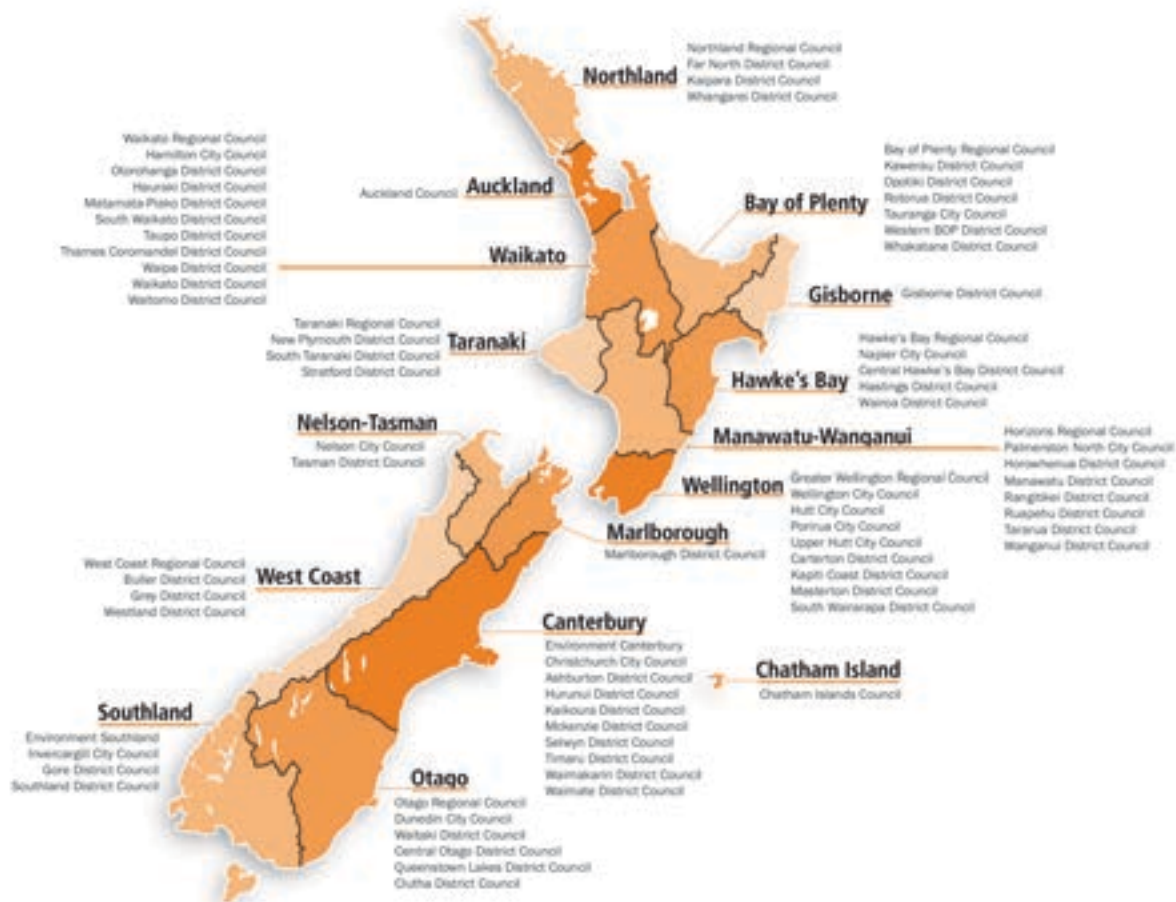 Northland
Northland Regional Council
Far North District Council
Kaipara District Council
Whangarei District Council
Auckland
Auckland Council
Waikato
Waikato Regional Council
Hamilton City Council
Otorohanga District Council
Hauraki District Council
Matamata-Piako District Council
South Waikato District Council
Taupo District Council
Thames Coromandel District Council
Waipa District Council
Waikato District Council
Waitomo District Council
Bay of Plenty
Bay of Plenty Regional Council
Kawerau District Council
Opotiki District Council
Rotorua District Council
Tauranga City Council
Western BOP District Council
Whakatane District Council
Gisborne
Gisborne District Council
Taranaki
Taranaki Regional Council
New Plymouth District Council
South Taranaki District Council
Stratford District Council
Hawke's Bay
Hawke's Bay Regional Council
Napier City Council
Central Hawke's Bay District Council
Hastings District Council
Wairoa District Council
Manawatu-Wanganui
Horizons Regional Council
Palmerston North City Council
Horowhenua District Council
Manawatu District Council
Rangitikei District Council
Ruapehu District Council
Tararua District Council
Wanganui District Council
Wellington
Greater Wellington Regional Council
Wellington City Council
Hutt City Council
Porirua City Council
Upper Hutt City Council
Carterton District Council
Kapiti Coast District Council
Masterton District Council
South Wairarapa District Council
Nelson-Tasman
Nelson City Council
Tasman District Council
Marlborough
Marlborough District Council
West Coast
West Coast Regional Council
Buller District Council
Grey District Council
Westland District Council
Canterbury
Environment Canterbury
Christchurch City Council
Ashburton District Council
Hurunui District Council
Kaikoura District Council
Mckenzie District Council
Selwyn District Council
Timaru District Council
Waimakariri District Council
Waimate District Council
Chatham Island
Chatham Islands Council
Southland
Environment Southland
Invercargill City Council
Gore District Council
Southland District Council
Otago
Otago Regional Council
Dunedin City Council
Waitaki District Council
Central Otago District Council
Queenstown Lakes District Council
Clutha District Council